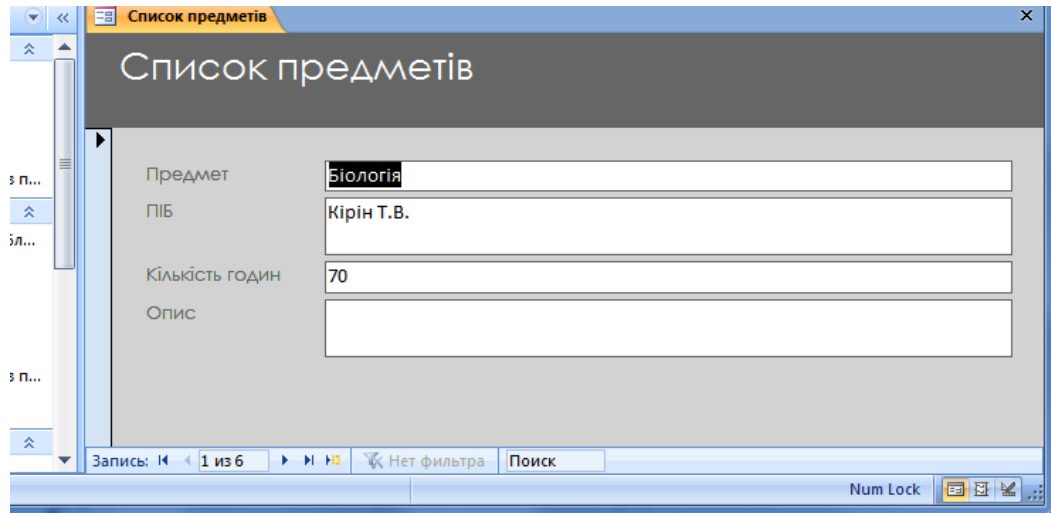 Список предметів
Список предметів
в п...
Предмет
Біологія
ПІБ
Кірін Т.В.
бл...
Кількість годин
70
Опис
в п...
Запись: 1 из 6 Нет фильтра Поиск
Num Lock